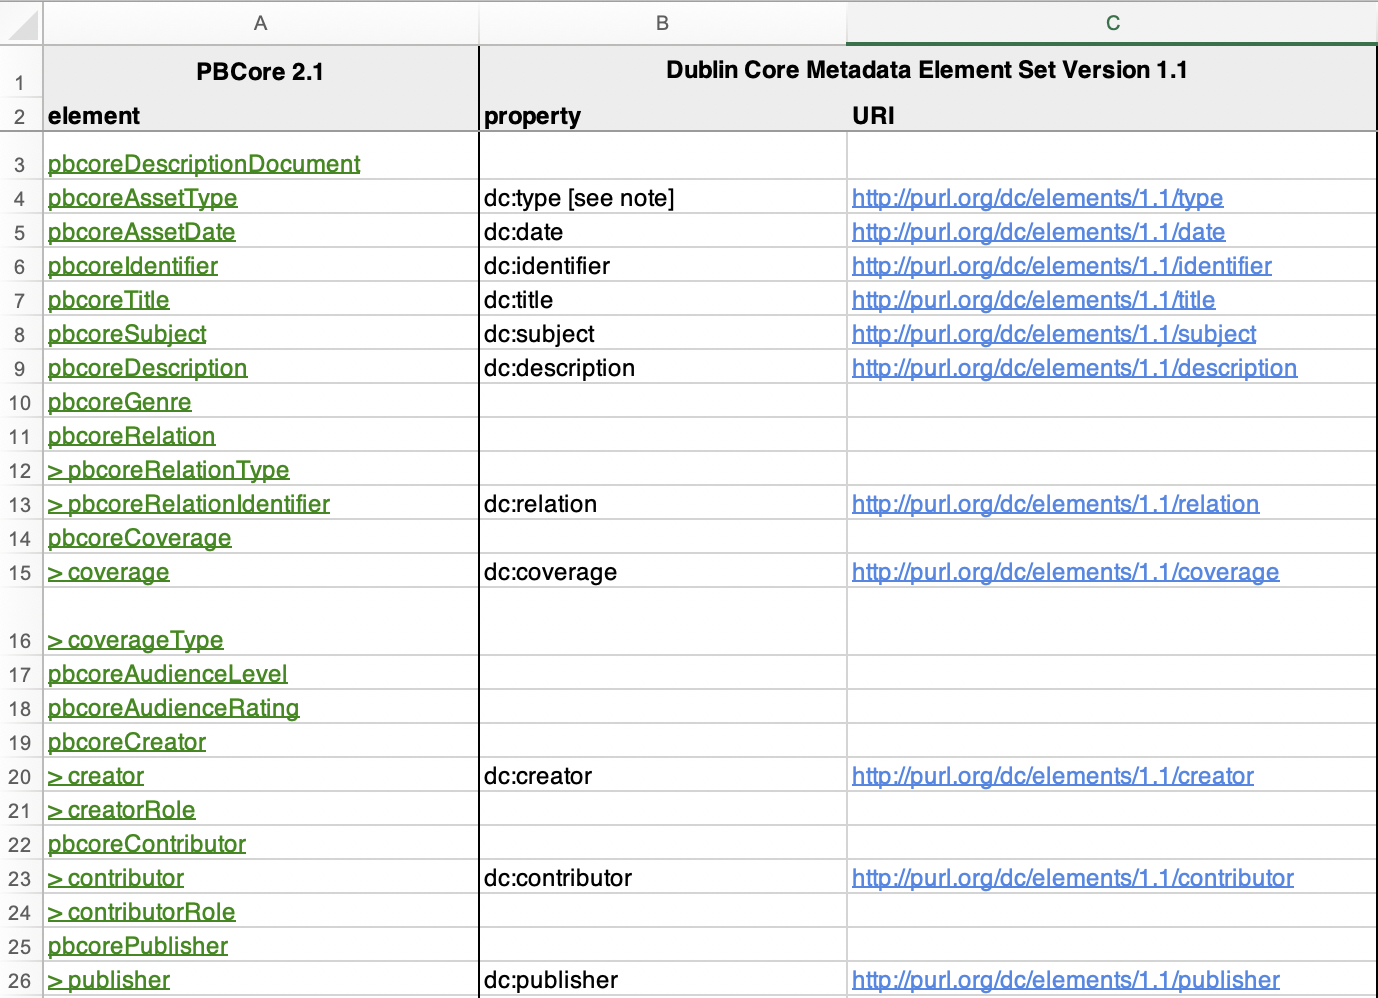 A B C
1 PBCore 2.1 Dublin Core Metadata Element Set Version 1.1
2 element property URI
3 pbcoreDescriptionDocument
4 pbcoreAssetType dc:type [see note] http://purl.org/dc/elements/1.1/type
5 pbcoreAssetDate dc:date http://purl.org/dc/elements/1.1/date
6 pbcoreIdentifier dc:identifier http://purl.org/dc/elements/1.1/identifier
7 pbcoreTitle dc:title http://purl.org/dc/elements/1.1/title
8 pbcoreSubject dc:subject http://purl.org/dc/elements/1.1/subject
9 pbcoreDescription dc:description http://purl.org/dc/elements/1.1/description
10 pbcoreGenre
11 pbcoreRelation
12 > pbcoreRelationType
13 > pbcoreRelationIdentifier dc:relation http://purl.org/dc/elements/1.1/relation
14 pbcoreCoverage
15 > coverage dc:coverage http://purl.org/dc/elements/1.1/coverage
16 > coverageType
17 pbcoreAudienceLevel
18 pbcoreAudienceRating
19 pbcoreCreator
20 > creator dc:creator http://purl.org/dc/elements/1.1/creator
21 > creatorRole
22 pbcoreContributor
23 > contributor dc:contributor http://purl.org/dc/elements/1.1/contributor
24 > contributorRole
25 pbcorePublisher
26 > publisher dc:publisher http://purl.org/dc/elements/1.1/publisher